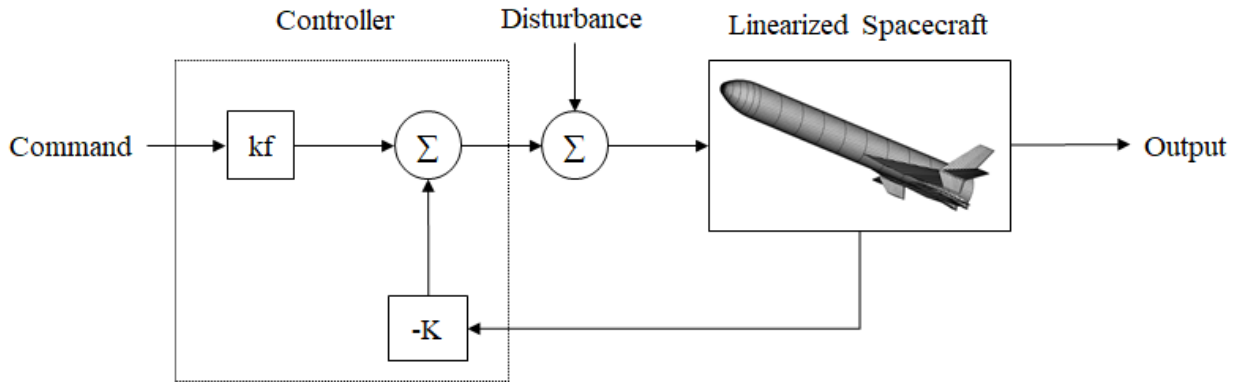 Controller
Disturbance
Linearized Spacecraft
Command
kf
Σ
Σ
Output
-K